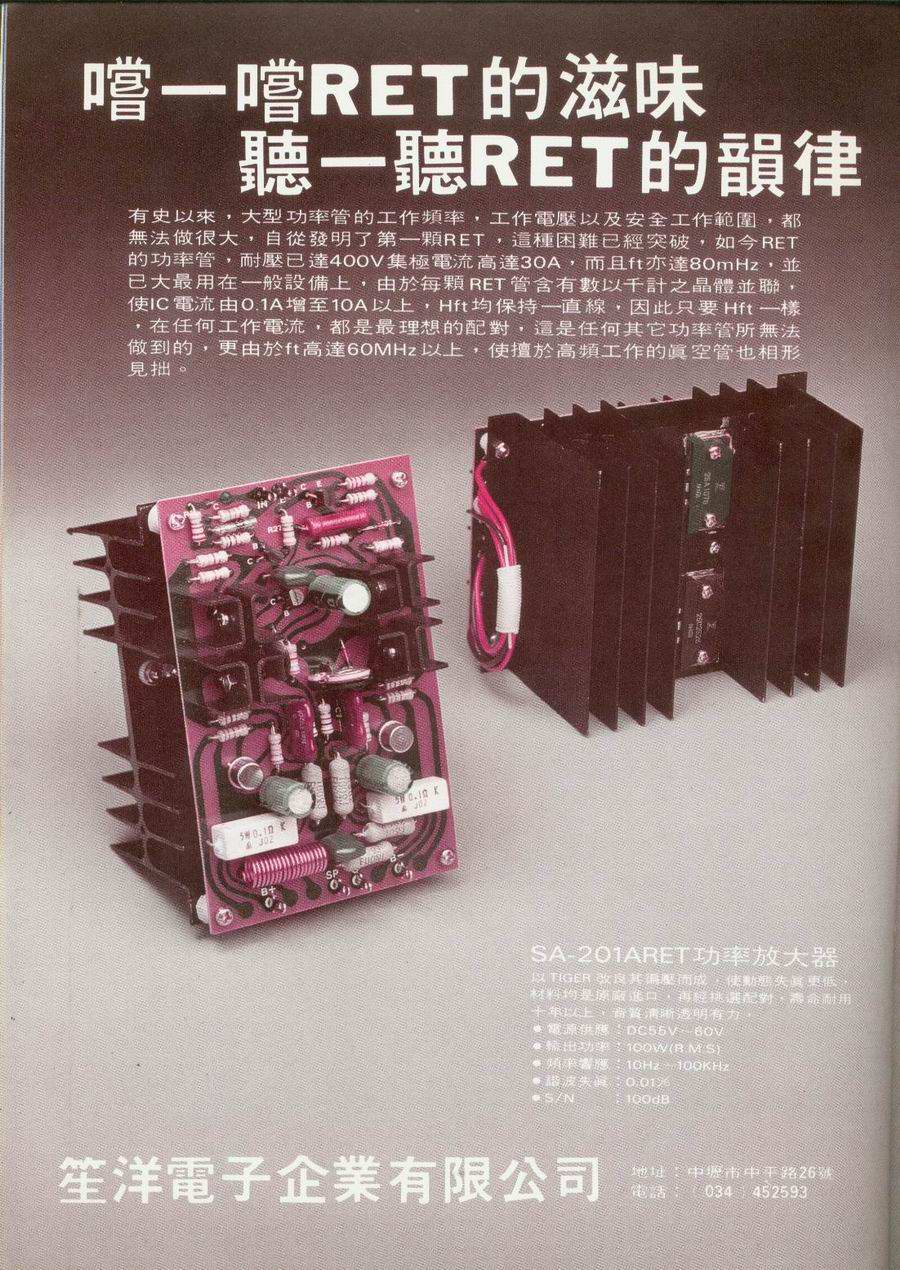 嚐一嚐RET的滋味
聽一聽RET的韻律
有史以來，大型功率管的工作頻率，工作電壓以及安全工作範圍，都
無法做很大，自從發明了第一顆RET，這種困難已經突破，如今RET
的功率管，耐壓已達400V集極電流高達30A，而且ft亦達80mHz，並
已大最用在一般設備上，由於每顆RET管含有數以千計之晶體並聯，
使IC電流由0.1A增至10A以上，Hft均保持一直線，因此只要Hft一樣
，在任何工作電流，都是最理想的配對，這是任何其它功率管所無法
做到的，更由於ft高達60MHz以上，使擅於高頻工作的眞空管也相形
見拙。
R27
C E
IN
B
C
5W0.1Ω K
J02
5W0.1Ω K
J02
B+
SP
B-
SA-201ARET功率放大器
以TIGER改良其獨壓而成，使動態失眞更低，
材料均是原廠進口，再經挑選配對，壽命耐用
十年以上，音質清晰透明有力。
●電源供應：DC55V～60V
●輸出功率：100W(R.M.S)
●頻率響應：10Hz～100KHz
●諧波失眞：0.01%
●S/N ：100dB
笙洋電子企業有限公司
地址：中壢市中平路26號
電話：（034）452593